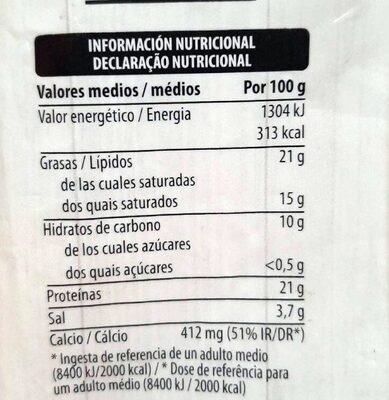 INFORMACIÓN NUTRICIONAL
DECLARAÇÃO NUTRICIONAL
Valores medios / médios Por 100 g
Valor energético / Energia 1304 kJ
313 kcal
Grasas / Lípidos 21 g
de las cuales saturadas
dos quais saturados 15 g
Hidratos de carbono 10 g
de los cuales azúcares
dos quais açúcares <0,5 g
Proteínas 21 g
Sal 3,7 g
Calcio / Cálcio 412 mg (51% IR/DR*)
* Ingesta de referencia de un adulto medio
(8400 kJ/2000 kcal) / * Dose de referência para
um adulto médio (8400 kJ / 2000 kcal)